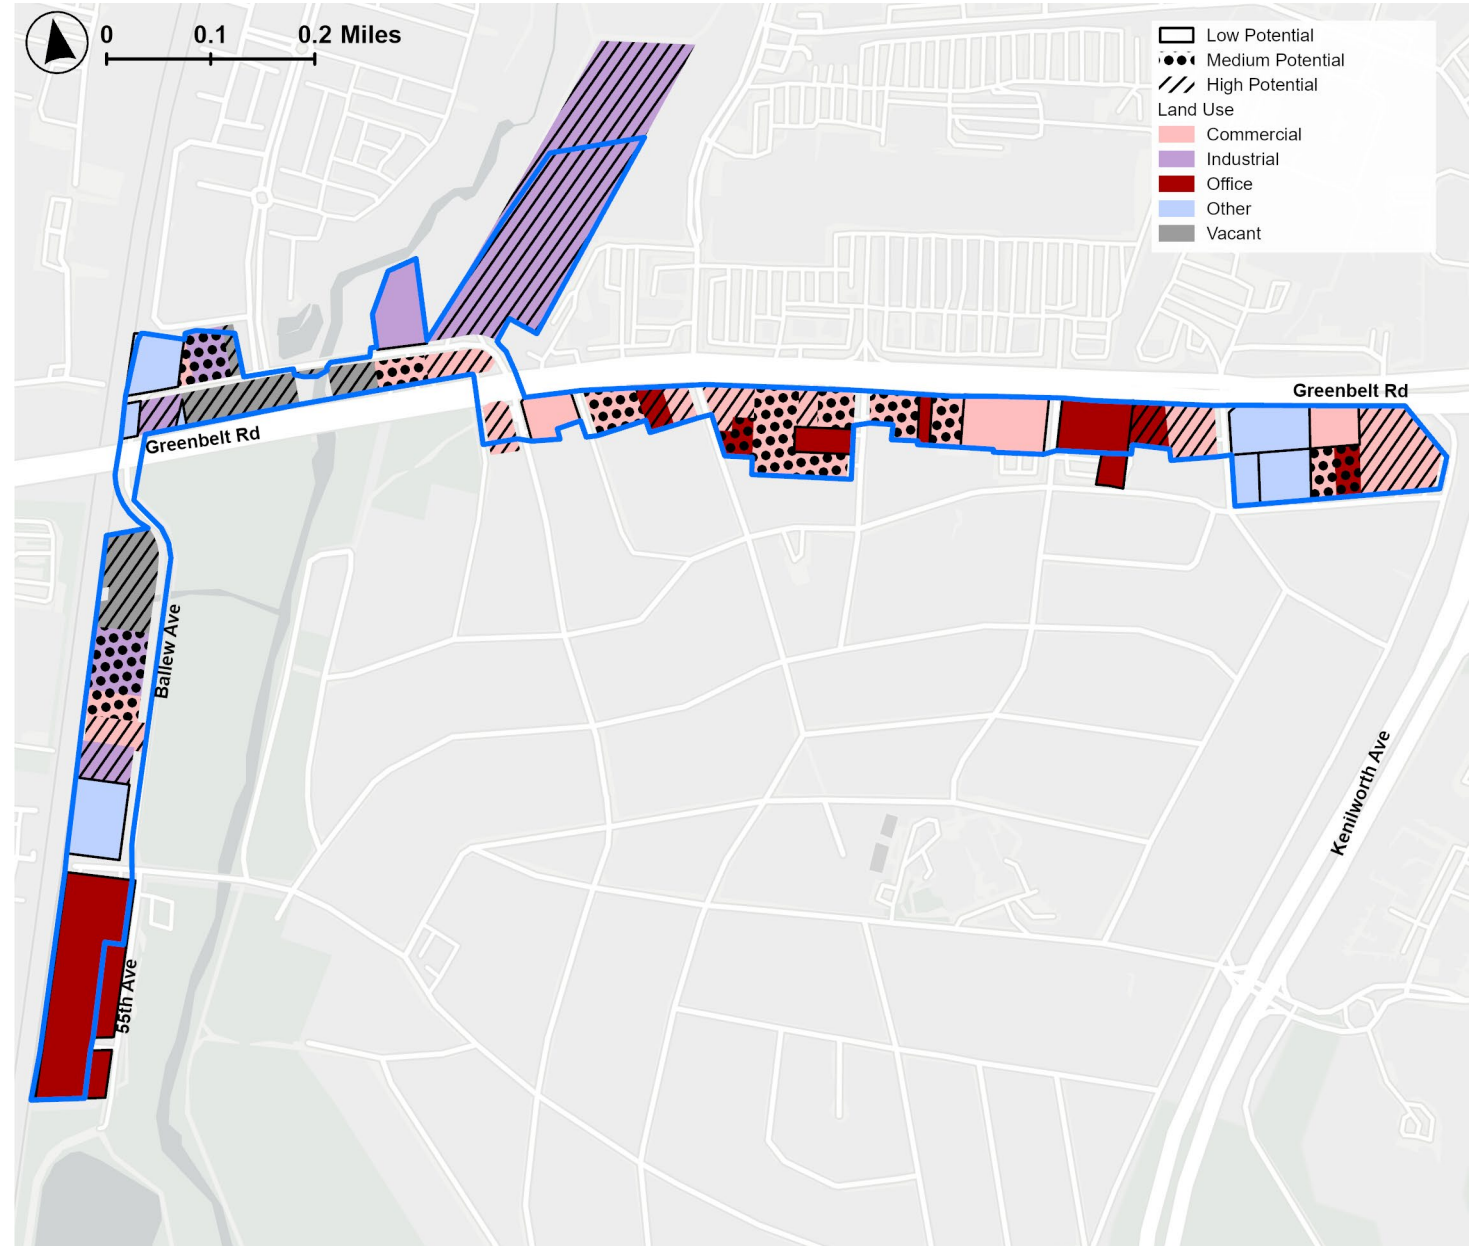 0 0.1 0.2 Miles
Low Potential
Medium Potential
High Potential
Land Use
Commercial
Industrial
Office
Other
Vacant
Greenbelt Rd
Greenbelt Rd
Ballew Ave
Kenilworth Ave
55th Ave